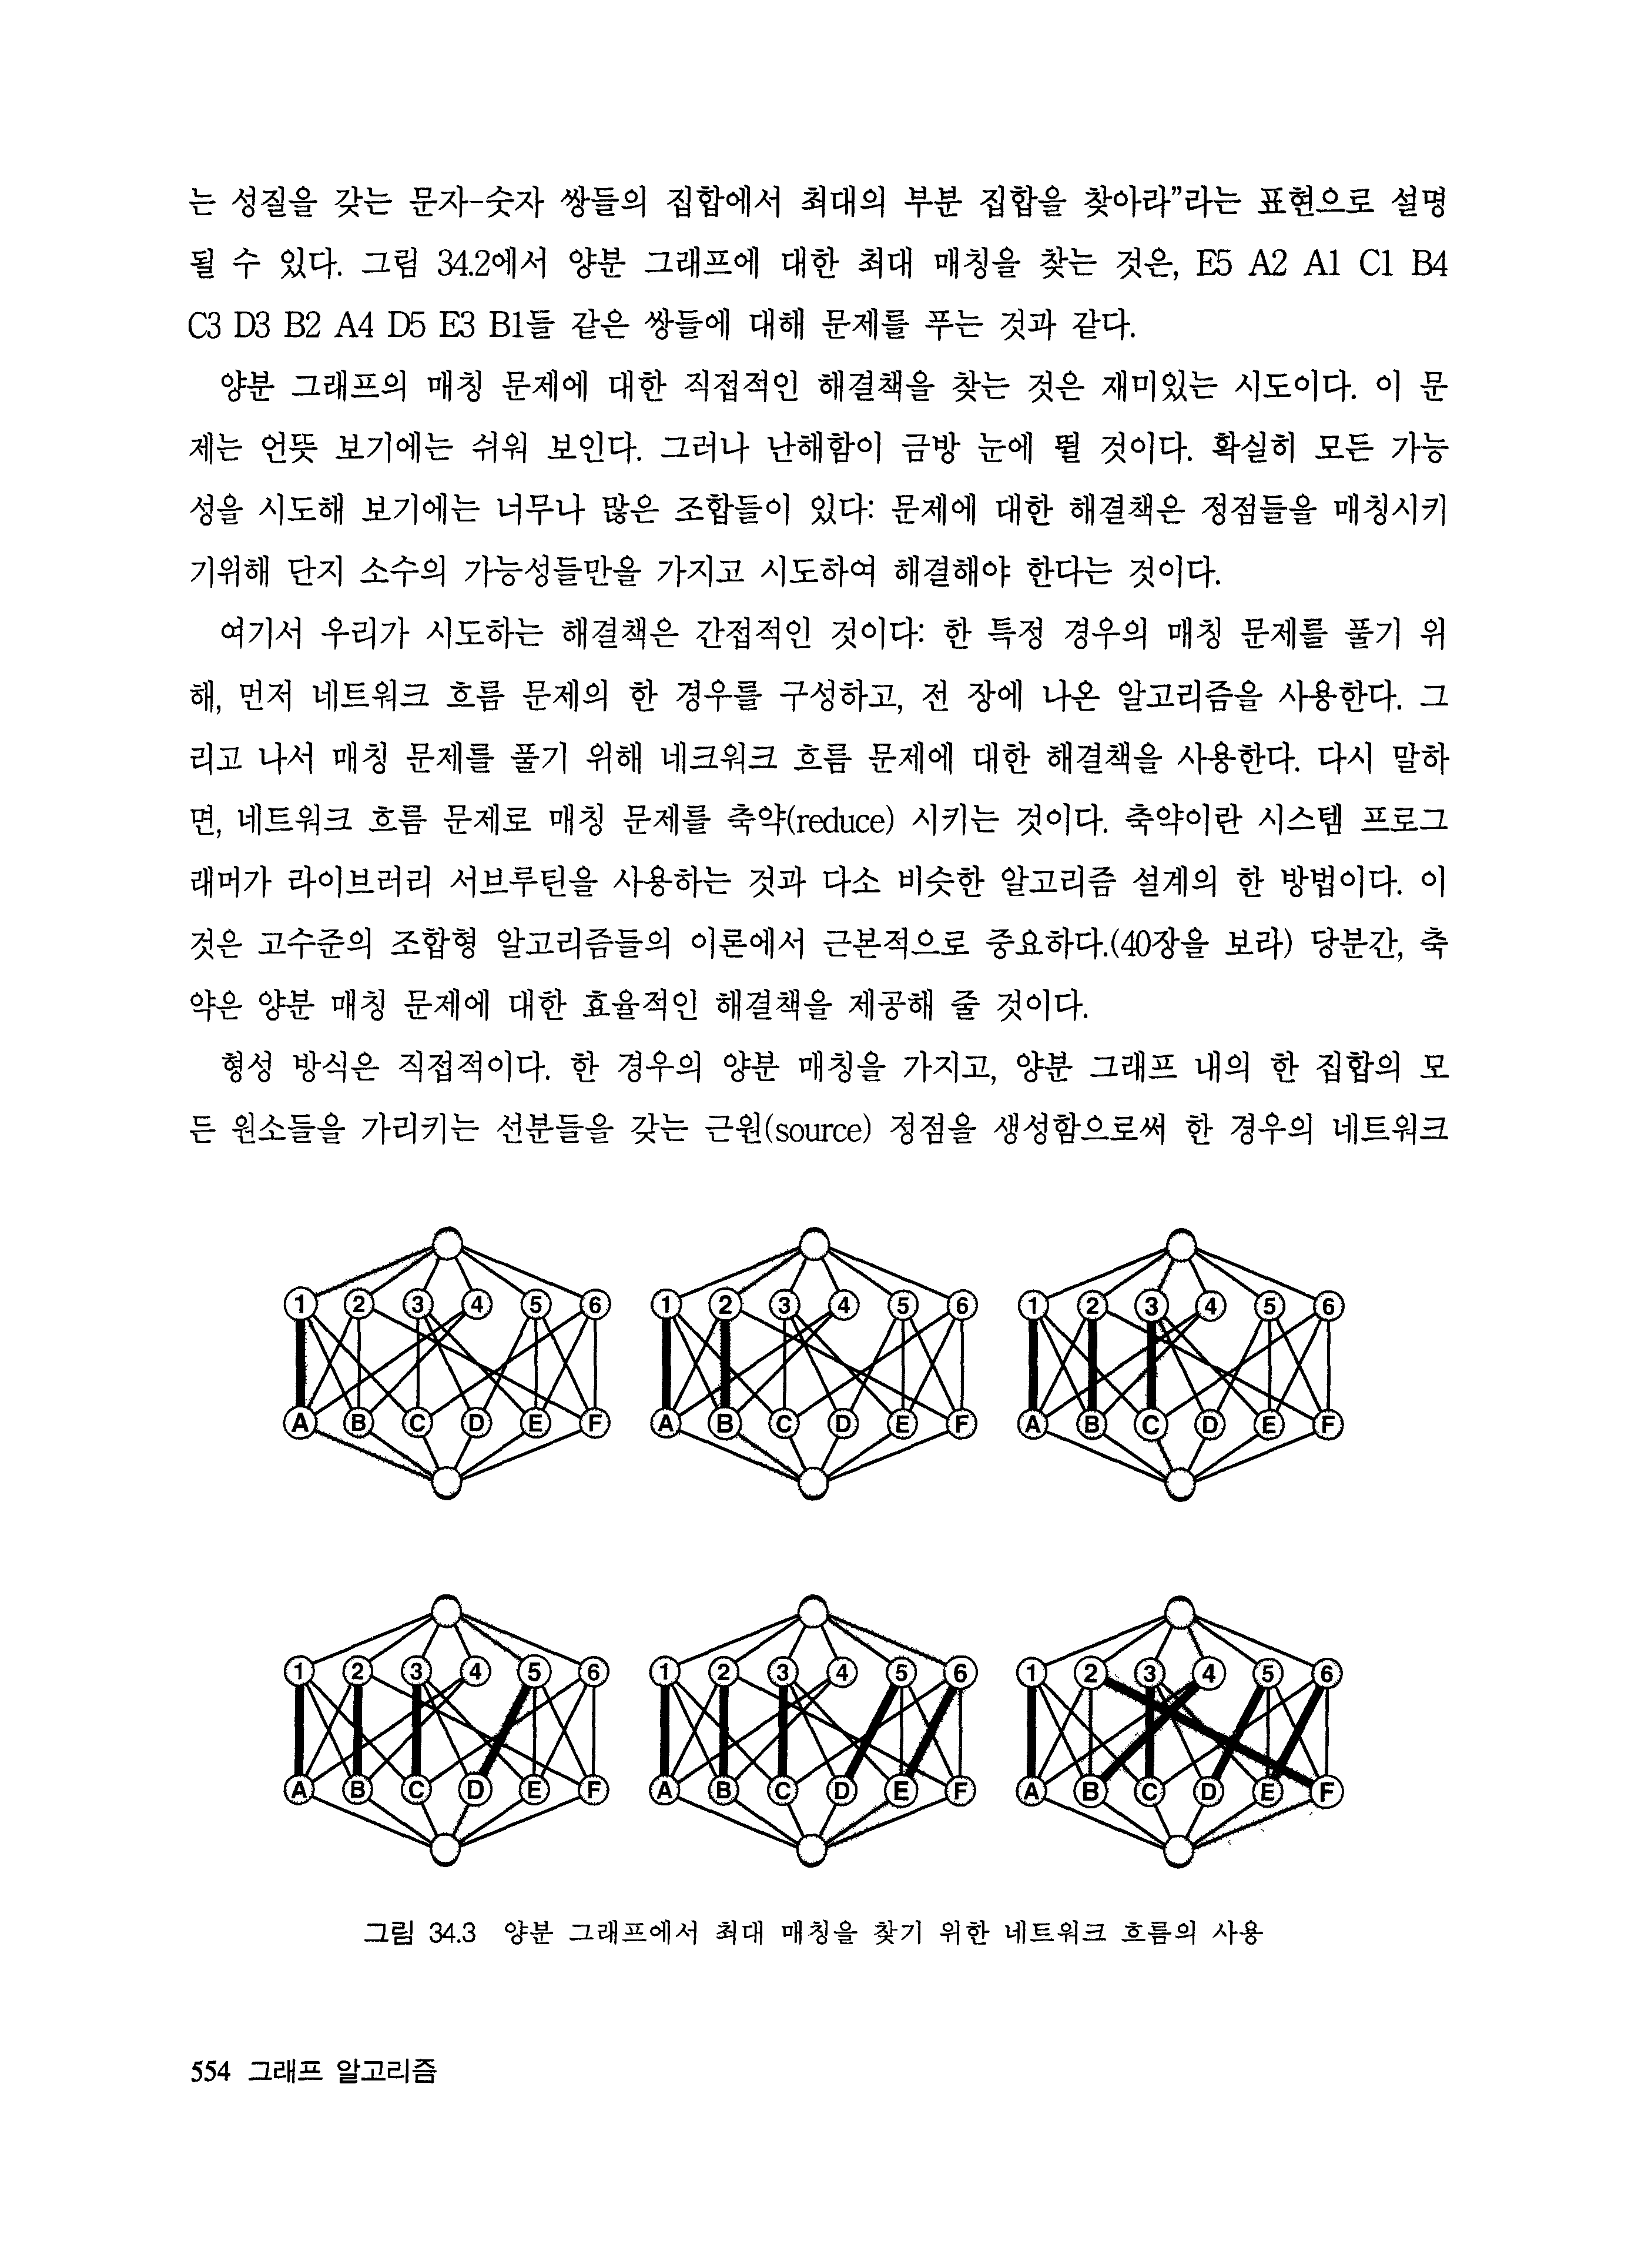 는 성질을 갖는 문자-숫자 쌍들의 집합에서 최대의 부분 집합을 찾아라”라는 표현으로 설명
될 수 있다. 그림 34.2에서 양분 그래프에 대한 최대 매칭을 찾는 것은, E5 A2 A1 C1 B4
C3 D3 B2 A4 D5 E3 B1들 같은 쌍들에 대해 문제를 푸는 것과 같다.
양분 그래프의 매칭 문제에 대한 직접적인 해결책을 찾는 것은 재미있는 시도이다. 이 문
제는 언뜻 보기에는 쉬워 보인다. 그러나 난해함이 금방 눈에 띌 것이다. 확실히 모든 가능
성을 시도해 보기에는 너무나 많은 조합들이 있다: 문제에 대한 해결책은 정점들을 매칭시키
기위해 단지 소수의 가능성들만을 가지고 시도하여 해결해야 한다는 것이다.
여기서 우리가 시도하는 해결책은 간접적인 것이다: 한 특정 경우의 매칭 문제를 풀기 위
해, 먼저 네트워크 흐름 문제의 한 경우를 구성하고, 전 장에 나온 알고리즘을 사용한다. 그
리고 나서 매칭 문제를 풀기 위해 네크워크 흐름 문제에 대한 해결책을 사용한다. 다시 말하
면, 네트워크 흐름 문제로 매칭 문제를 축약(reduce) 시키는 것이다. 축약이란 시스템 프로그
래머가 라이브러리 서브루틴을 사용하는 것과 다소 비슷한 알고리즘 설계의 한 방법이다. 이
것은 고수준의 조합형 알고리즘들의 이론에서 근본적으로 중요하다.(40장을 보라) 당분간, 축
약은 양분 매칭 문제에 대한 효율적인 해결책을 제공해 줄 것이다.
형성 방식은 직접적이다. 한 경우의 양분 매칭을 가지고, 양분 그래프 내의 한 집합의 모
든 원소들을 가리키는 선분들을 갖는 근원(source) 정점을 생성함으로써 한 경우의 네트워크
1 2 3 4 5 6 1 2 3 4 5 6 1 2 3 4 5 6
A B C D E F A B C D E F A B C D E F
1 2 3 4 5 6 1 2 3 4 5 6 1 2 3 4 5 6
A B C D E F A B C D E F A B C D E F
그림 34.3 양분 그래프에서 최대 매칭을 찾기 위한 네트워크 흐름의 사용
554 그래프 알고리즘